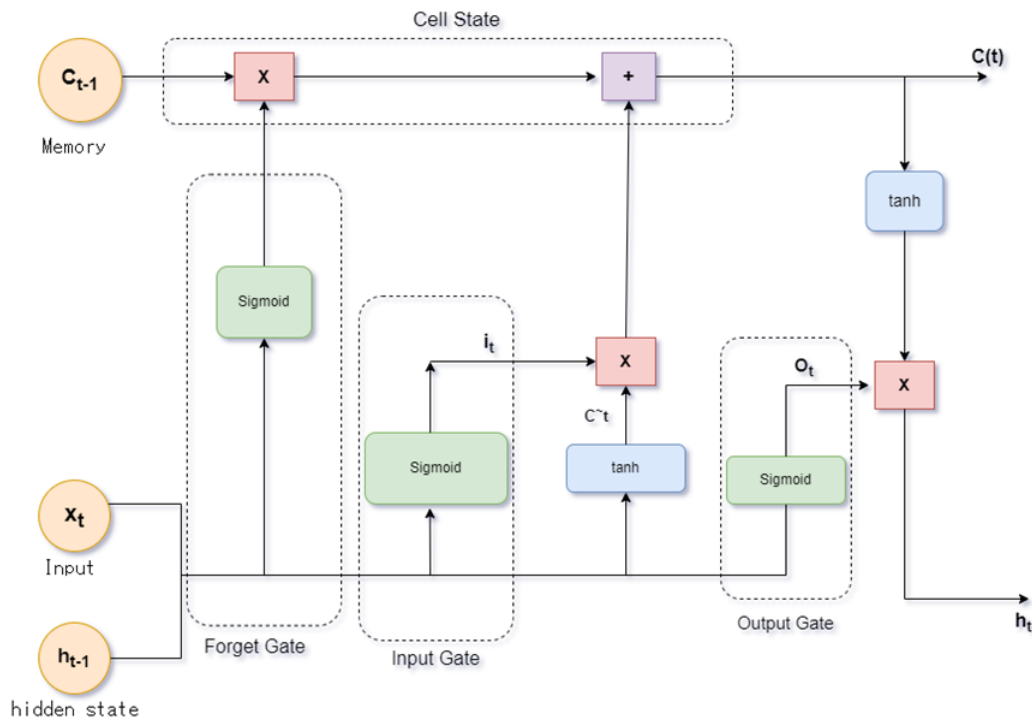 Cell State
C(t)
Ct-1
X
+
Memory
tanh
Sigmoid
it
X
Ot
X
C~t
Sigmoid
tanh
Sigmoid
Xt
Input
Output Gate
ht
Forget Gate
Input Gate
ht-1
hidden state